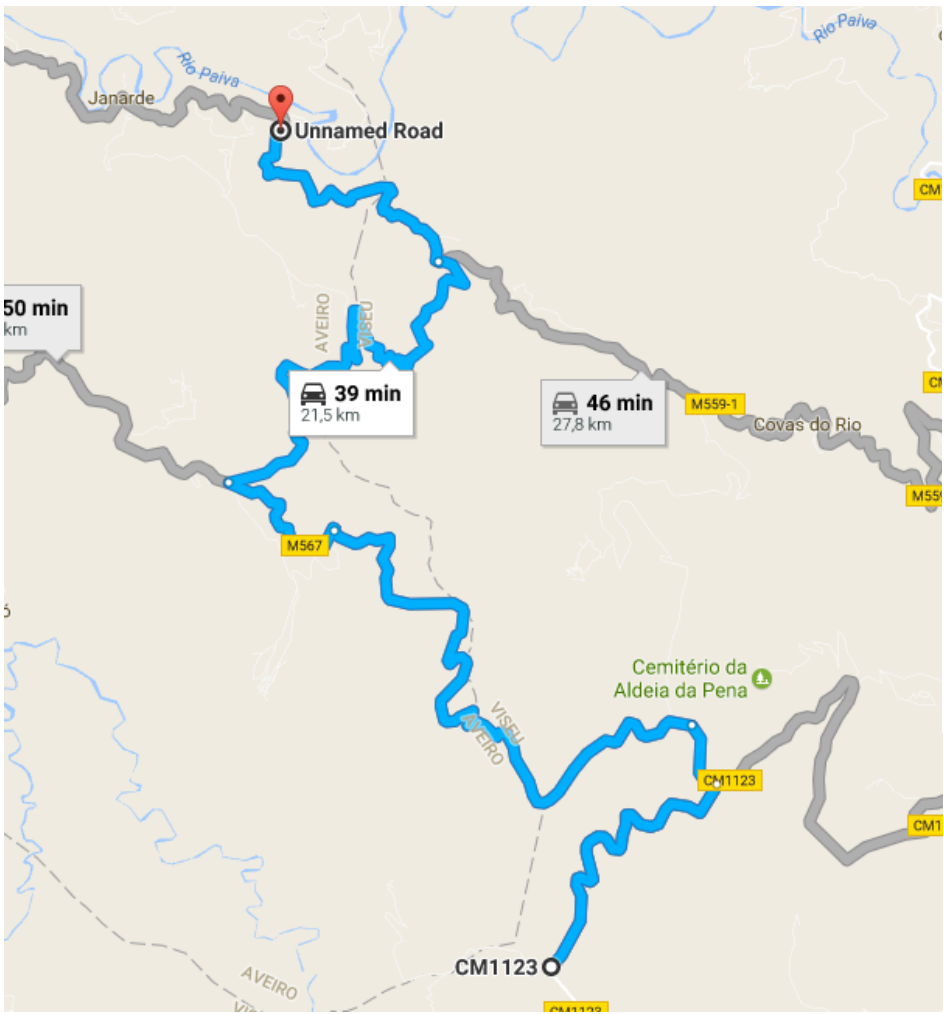 Rio Paiva
Rio Paiva
Janarde
Unnamed Road
CM
AVEIRO
VISEU
50 min
km
39 min
21,5 km
46 min
27,8 km
M559-1
CM
Covas do Rio
M559
M567
ó
Cemitério da
Aldeia da Pena
VISEU
AVEIRO
CM1123
CM1
CM1123
AVEIRO
CM1123